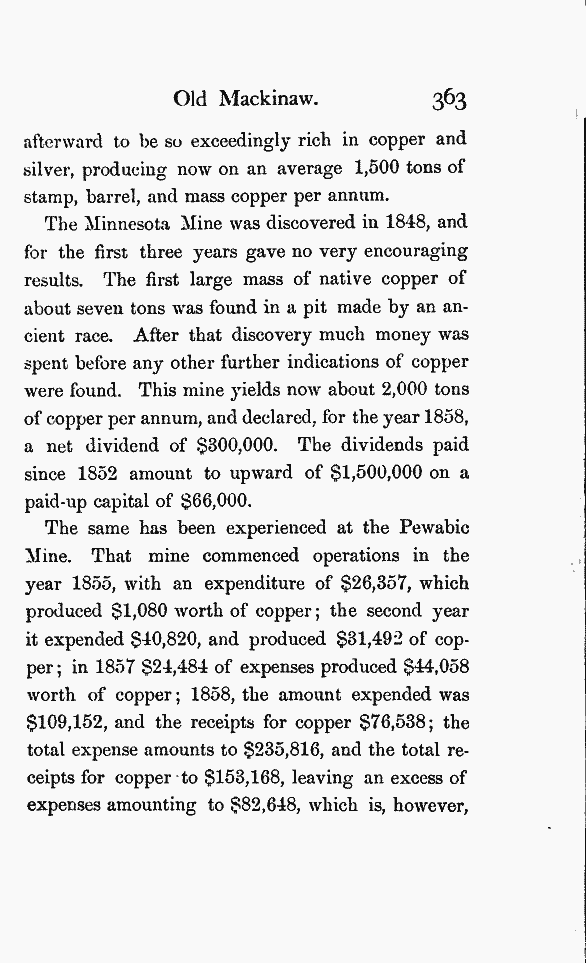 Old Mackinaw. 363
afterward to be so exceedingly rich in copper and
silver, producing now on an average 1,500 tons of
stamp, barrel, and mass copper per annum.
The Minnesota Mine was discovered in 1848, and
for the first three years gave no very encouraging
results. The first large mass of native copper of
about seven tons was found in a pit made by an an-
cient race. After that discovery much money was
spent before any other further indications of copper
were found. This mine yields now about 2,000 tons
of copper per annum, and declared, for the year 1858,
a net dividend of $300,000. The dividends paid
since 1852 amount to upward of $1,500,000 on a
paid-up capital of $66,000.
The same has been experienced at the Pewabic
Mine. That mine commenced operations in the
year 1855, with an expenditure of $26,357, which
produced $1,080 worth of copper; the second year
it expended $40,820, and produced $31,492 of cop-
per; in 1857 $24,484 of expenses produced $44,058
worth of copper; 1858, the amount expended was
$109,152, and the receipts for copper $76,538; the
total expense amounts to $235,816, and the total re-
ceipts for copper to $153,168, leaving an excess of
expenses amounting to $82,648, which is, however,